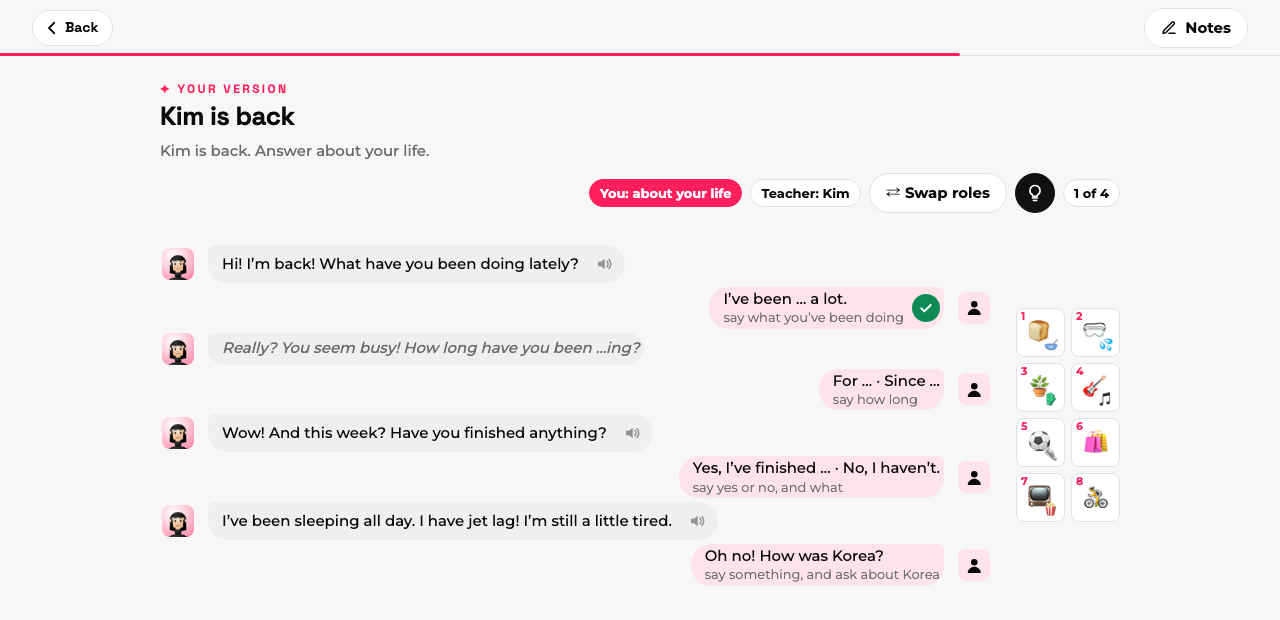 Back
Notes
✦ YOUR VERSION
Kim is back
Kim is back. Answer about your life.
You: about your life
Teacher: Kim
Swap roles
1 of 4
Hi! I’m back! What have you been doing lately?
I’ve been … a lot.
say what you’ve been doing
Really? You seem busy! How long have you been …ing?
For … · Since …
say how long
Wow! And this week? Have you finished anything?
Yes, I’ve finished … · No, I haven’t.
say yes or no, and what
I’ve been sleeping all day. I have jet lag! I’m still a little tired.
Oh no! How was Korea?
say something, and ask about Korea
1
2
3
4
5
6
7
8